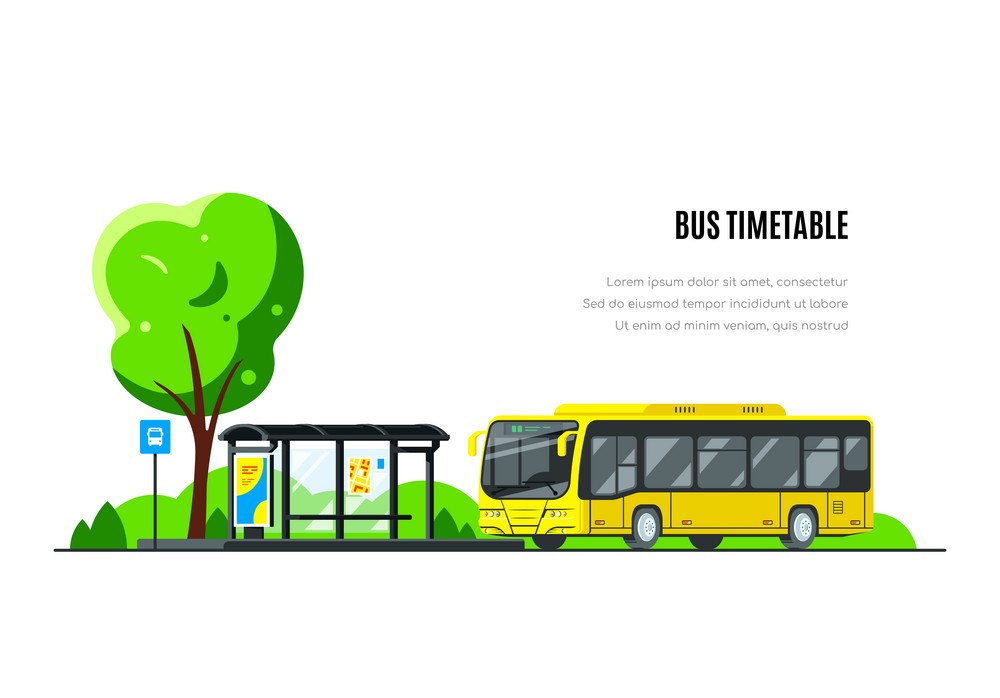 BUS TIMETABLE
Lorem ipsum dolor sit amet, consectetur
Sed do eiusmod tempor incididunt ut labore
Ut enim ad minim veniam, quis nostrud